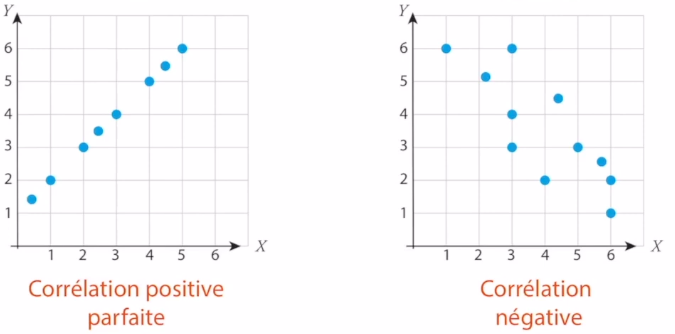 Y
6
5
4
3
2
1
1 2 3 4 5 6 X
Corrélation positive
parfaite
Y
6
5
4
3
2
1
1 2 3 4 5 6 X
Corrélation
négative